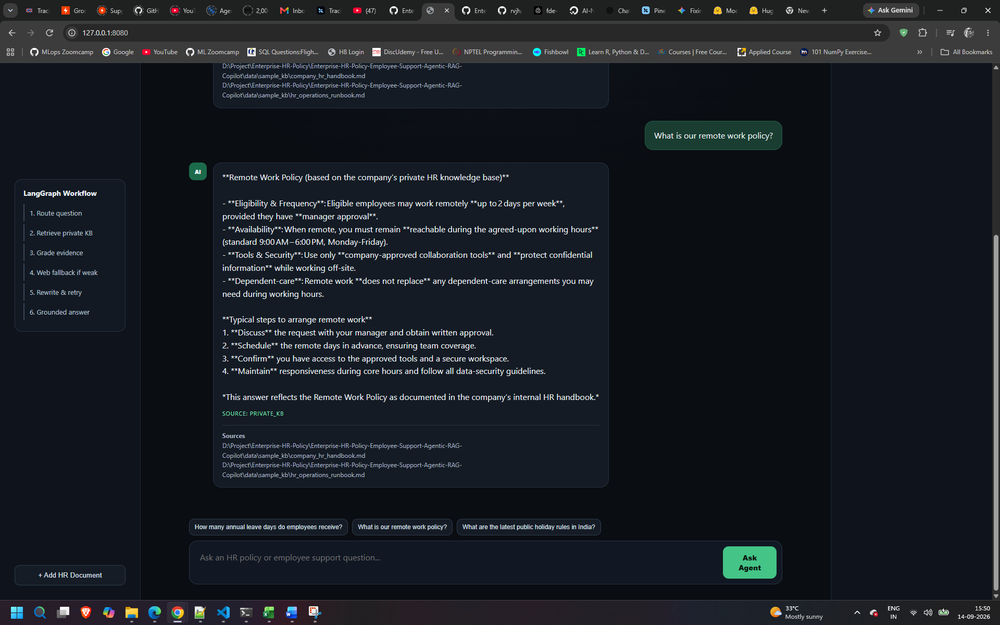 Traci
Groc
Supp
GitH
YouT
Age
2,00
Inbo
Traci
(47)
Ente
Ente
rvjh/
fde-
AI-N
Cha
Pine
Fixin
Moc
Hug
New
Ask Gemini
127.0.0.1:8080
MLops Zoomcamp
Google
YouTube
ML Zoomcamp
SQL Questions:Fligh...
H8 Login
DiscUdemy - Free U...
NPTEL Programmin...
Fishbowl
Learn R, Python & D...
Courses | Free Cour...
Applied Course
101 NumPy Exercise...
All Bookmarks
D:\Project\Enterprise-HR-Policy\Enterprise-HR-Policy-Employee-Support-Agentic-RAG-
Copilot\data\sample_kb\company_hr_handbook.md
D:\Project\Enterprise-HR-Policy\Enterprise-HR-Policy-Employee-Support-Agentic-RAG-
Copilot\data\sample_kb\hr_operations_runbook.md
What is our remote work policy?
LangGraph Workflow
1. Route question
2. Retrieve private KB
3. Grade evidence
4. Web fallback if weak
5. Rewrite & retry
6. Grounded answer
+ Add HR Document
AI
**Remote Work Policy (based on the company’s private HR knowledge base)**
- **Eligibility & Frequency**: Eligible employees may work remotely **up to 2 days per week**,
provided they have **manager approval**.
- **Availability**: When remote, you must remain **reachable during the agreed-upon working hours**
(standard 9:00 AM – 6:00 PM, Monday-Friday).
- **Tools & Security**: Use only **company-approved collaboration tools** and **protect confidential
information** while working off-site.
- **Dependent-care**: Remote work **does not replace** any dependent-care arrangements you may
need during working hours.
**Typical steps to arrange remote work**
1. **Discuss** the request with your manager and obtain written approval.
2. **Schedule** the remote days in advance, ensuring team coverage.
3. **Confirm** you have access to the approved tools and a secure workspace.
4. **Maintain** responsiveness during core hours and follow all data-security guidelines.
*This answer reflects the Remote Work Policy as documented in the company’s internal HR handbook.*
SOURCE: PRIVATE_KB
Sources
D:\Project\Enterprise-HR-Policy\Enterprise-HR-Policy-Employee-Support-Agentic-RAG-
Copilot\data\sample_kb\company_hr_handbook.md
D:\Project\Enterprise-HR-Policy\Enterprise-HR-Policy-Employee-Support-Agentic-RAG-
Copilot\data\sample_kb\hr_operations_runbook.md
How many annual leave days do employees receive?
What is our remote work policy?
What are the latest public holiday rules in India?
Ask an HR policy or employee support question...
Ask
Agent
33°C
Mostly sunny
ENG
IN
15:50
14-09-2026